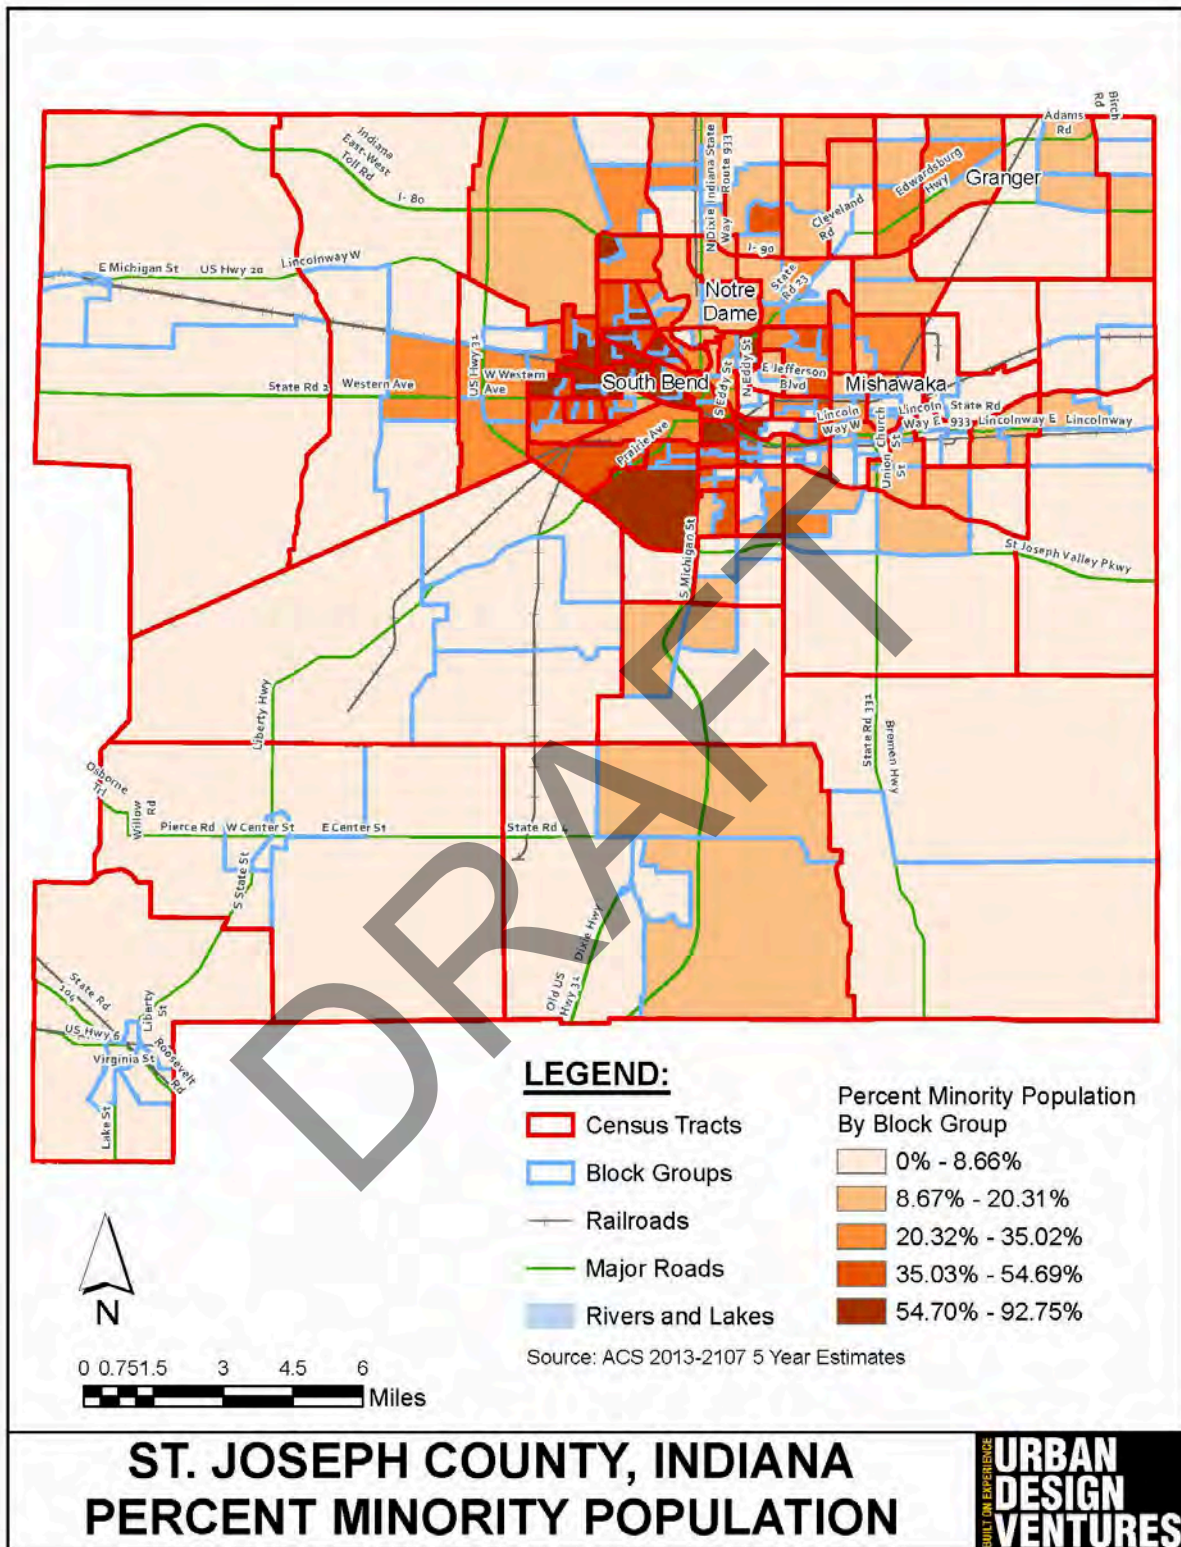 Birch
Rd
Adams
Rd
Indiana
East-West
Toll Rd
N Dixie Indiana State
Way Route 933
Edwardsburg
Hwy
Granger
I- 80
Cleveland
Rd
I- 90
E Michigan St
US Hwy 20
Lincolnway W
State
Rd 23
Notre
Dame
US Hwy 31
W Western
Ave
State Rd 2
Western Ave
South Bend
S Eddy St
N Eddy St
E Jefferson
Blvd
Mishawaka
Lincoln
Way W
Church
St
Union
St
Lincoln
Way E
State Rd
933
Lincolnway E
Lincolnway
Prairie Ave
S Michigan St
St Joseph Valley Pkwy
Liberty Hwy
State Rd 331
Bremen Hwy
Osborne
Trl
Willow
Rd
Pierce Rd
W Center St
E Center St
State Rd 4
S State St
Dixie Hwy
Old US
Hwy 31
State Rd
104
US Hwy 6
Liberty
St
Virginia St
Roosevelt
Rd
Lake St
DRAFT
LEGEND:
Census Tracts
Block Groups
Railroads
Major Roads
Rivers and Lakes
Percent Minority Population
By Block Group
0% - 8.66%
8.67% - 20.31%
20.32% - 35.02%
35.03% - 54.69%
54.70% - 92.75%
Source: ACS 2013-2107 5 Year Estimates
N
0 0.75 1.5 3 4.5 6
Miles
ST. JOSEPH COUNTY, INDIANA
PERCENT MINORITY POPULATION
BUILT ON EXPERIENCE
URBAN
DESIGN
VENTURES